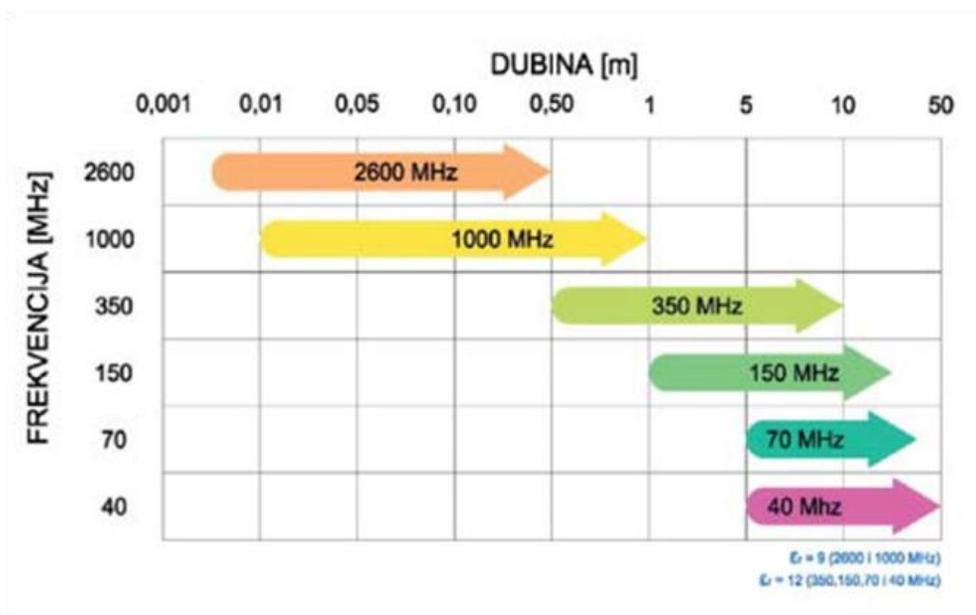 DUBINA [m]
0,001 0,01 0,05 0,10 0,50 1 5 10 50
FREKVENCIJA [MHz]
2600 2600 MHz
1000 1000 MHz
350 350 MHz
150 150 MHz
70 70 MHz
40 40 Mhz
εr = 9 (2600 i 1000 MHz)
εr = 12 (350,150,70 i 40 MHz)